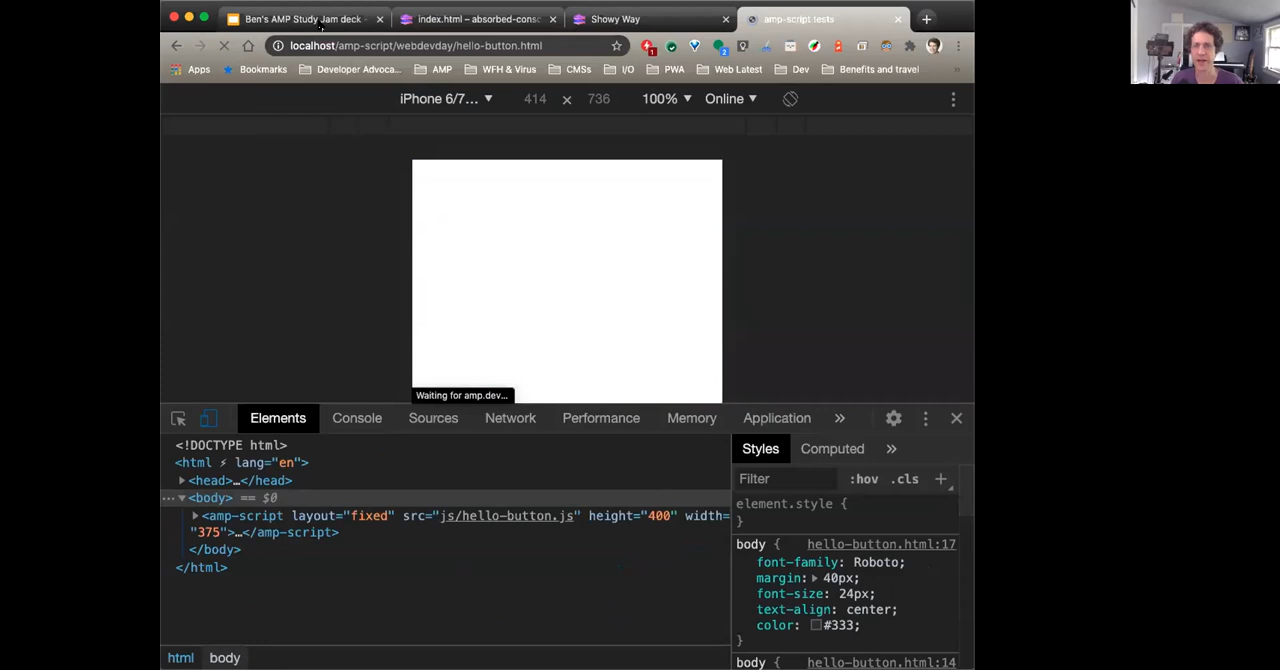 Ben's AMP Study Jam deck -
index.html – absorbed-consc
Showy Way
amp-script tests
localhost/amp-script/webdevday/hello-button.html
1
2
Apps
Bookmarks
Developer Advoca...
AMP
WFH & Virus
CMSs
I/O
PWA
Web Latest
Dev
Benefits and travel
»
iPhone 6/7... ▼ 414 × 736 100% ▼ Online ▼
Waiting for amp.dev...
Elements Console Sources Network Performance Memory Application »
<!DOCTYPE html>
<html ⚡ lang="en">
▶<head>…</head>
… ▼<body> == $0
▶<amp-script layout="fixed" src="js/hello-button.js" height="400" width=
"375">…</amp-script>
</body>
</html>
html body
Styles Computed »
Filter :hov .cls +
element.style {
}
body { hello-button.html:17
font-family: Roboto;
margin:▶ 40px;
font-size: 24px;
text-align: center;
color: #333;
}
body { hello-button.html:14